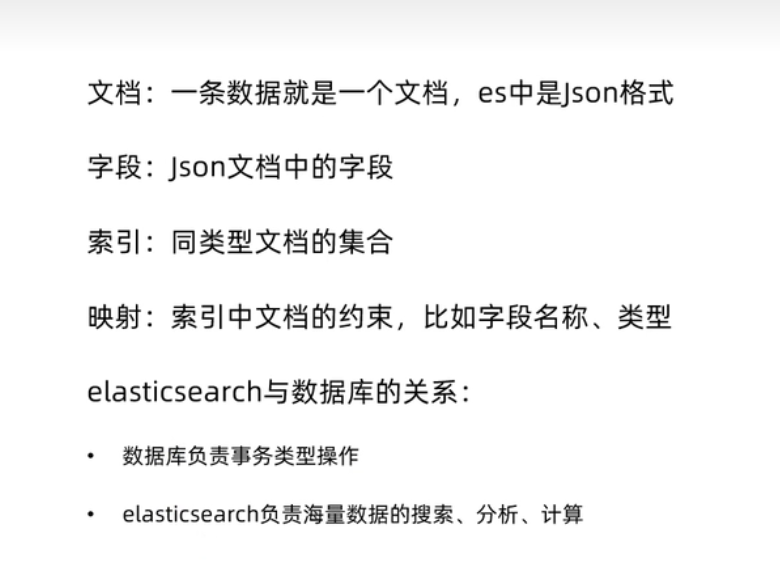 文档：一条数据就是一个文档，es中是Json格式
字段：Json文档中的字段
索引：同类型文档的集合
映射：索引中文档的约束，比如字段名称、类型
elasticsearch与数据库的关系：
• 数据库负责事务类型操作
• elasticsearch负责海量数据的搜索、分析、计算